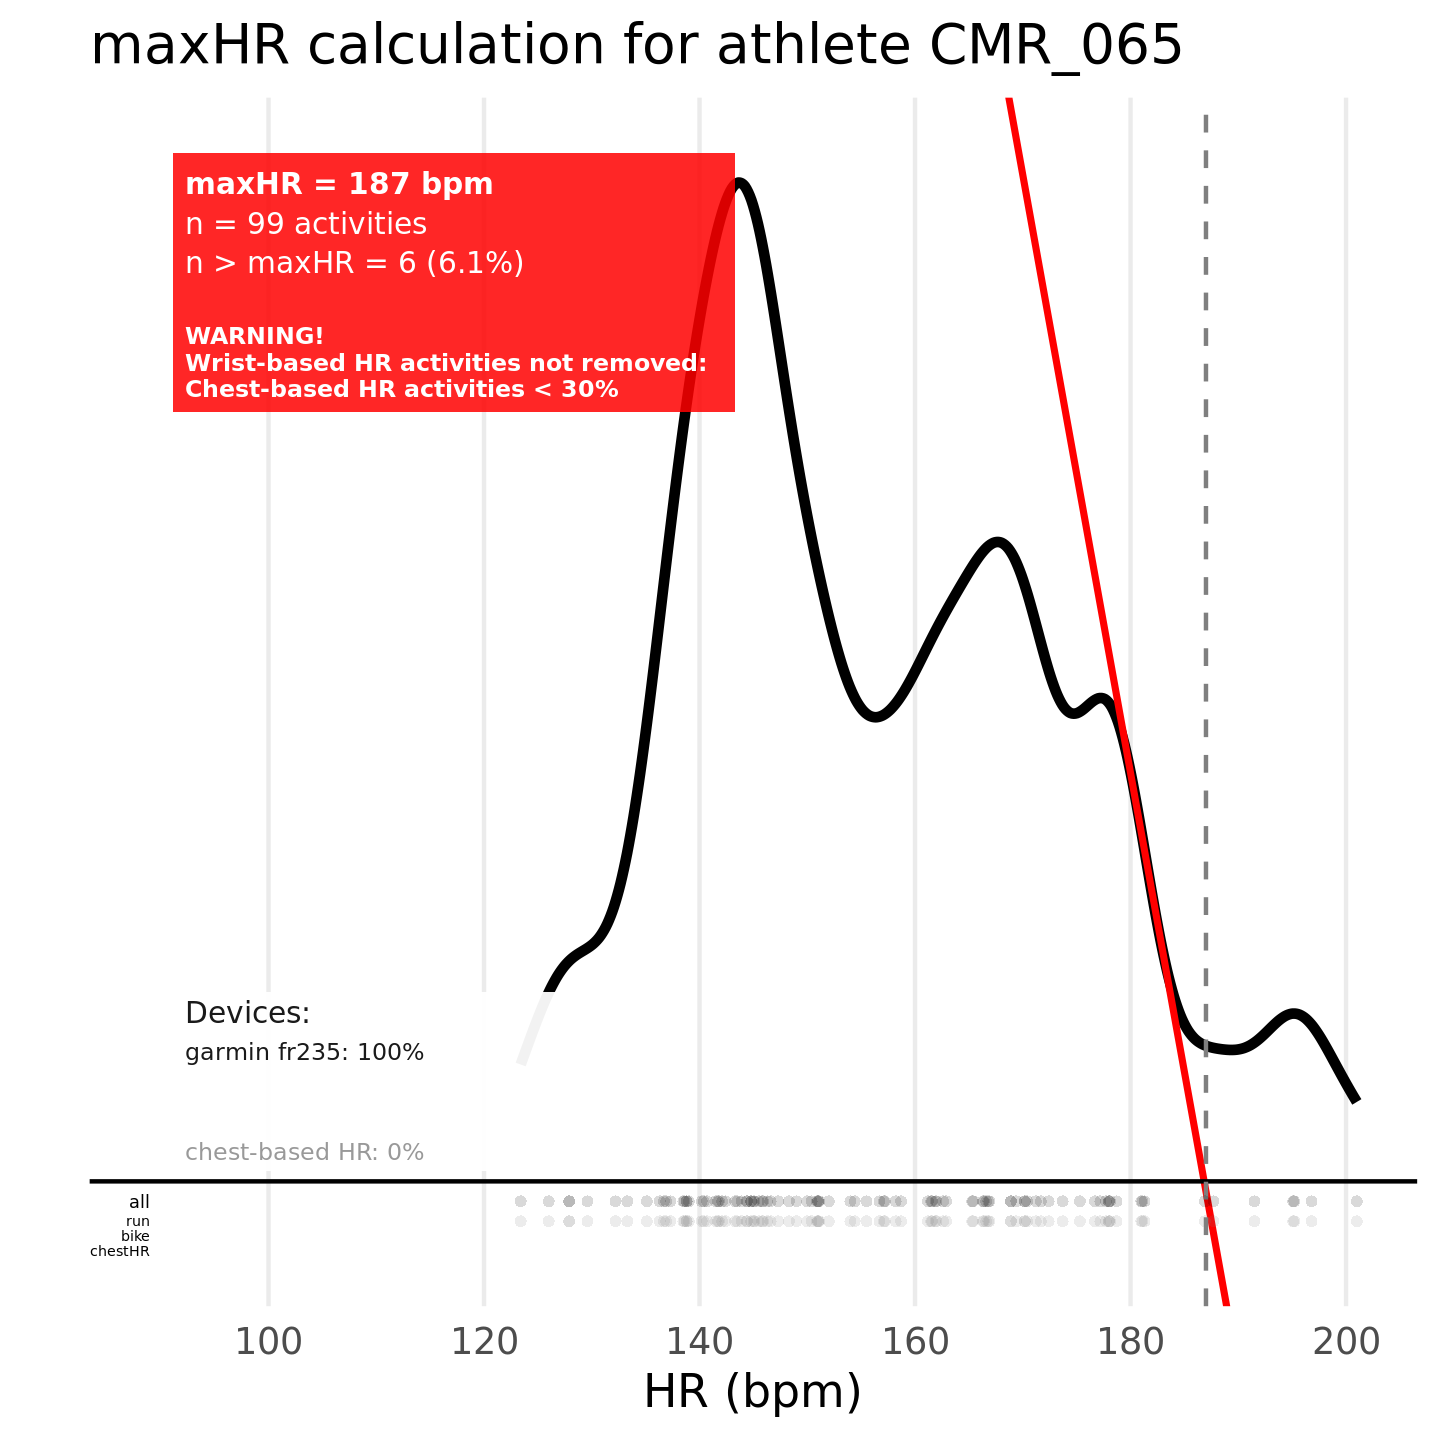 maxHR calculation for athlete CMR_065
maxHR = 187 bpm
n = 99 activities
n > maxHR = 6 (6.1%)
WARNING!
Wrist-based HR activities not removed:
Chest-based HR activities < 30%
Devices:
garmin fr235: 100%
chest-based HR: 0%
all
run
bike
chestHR
100 120 140 160 180 200
HR (bpm)